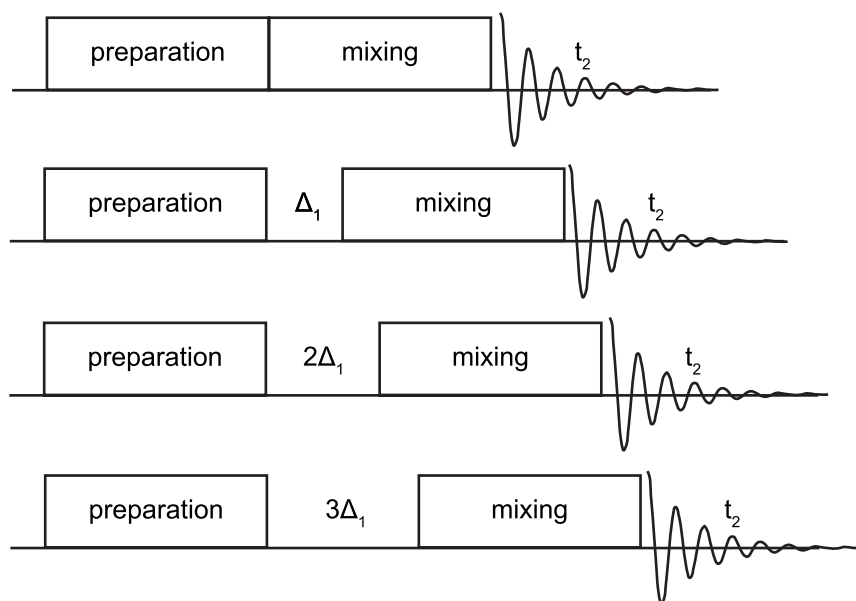 preparation mixing t₂
preparation Δ₁ mixing t₂
preparation 2Δ₁ mixing t₂
preparation 3Δ₁ mixing t₂